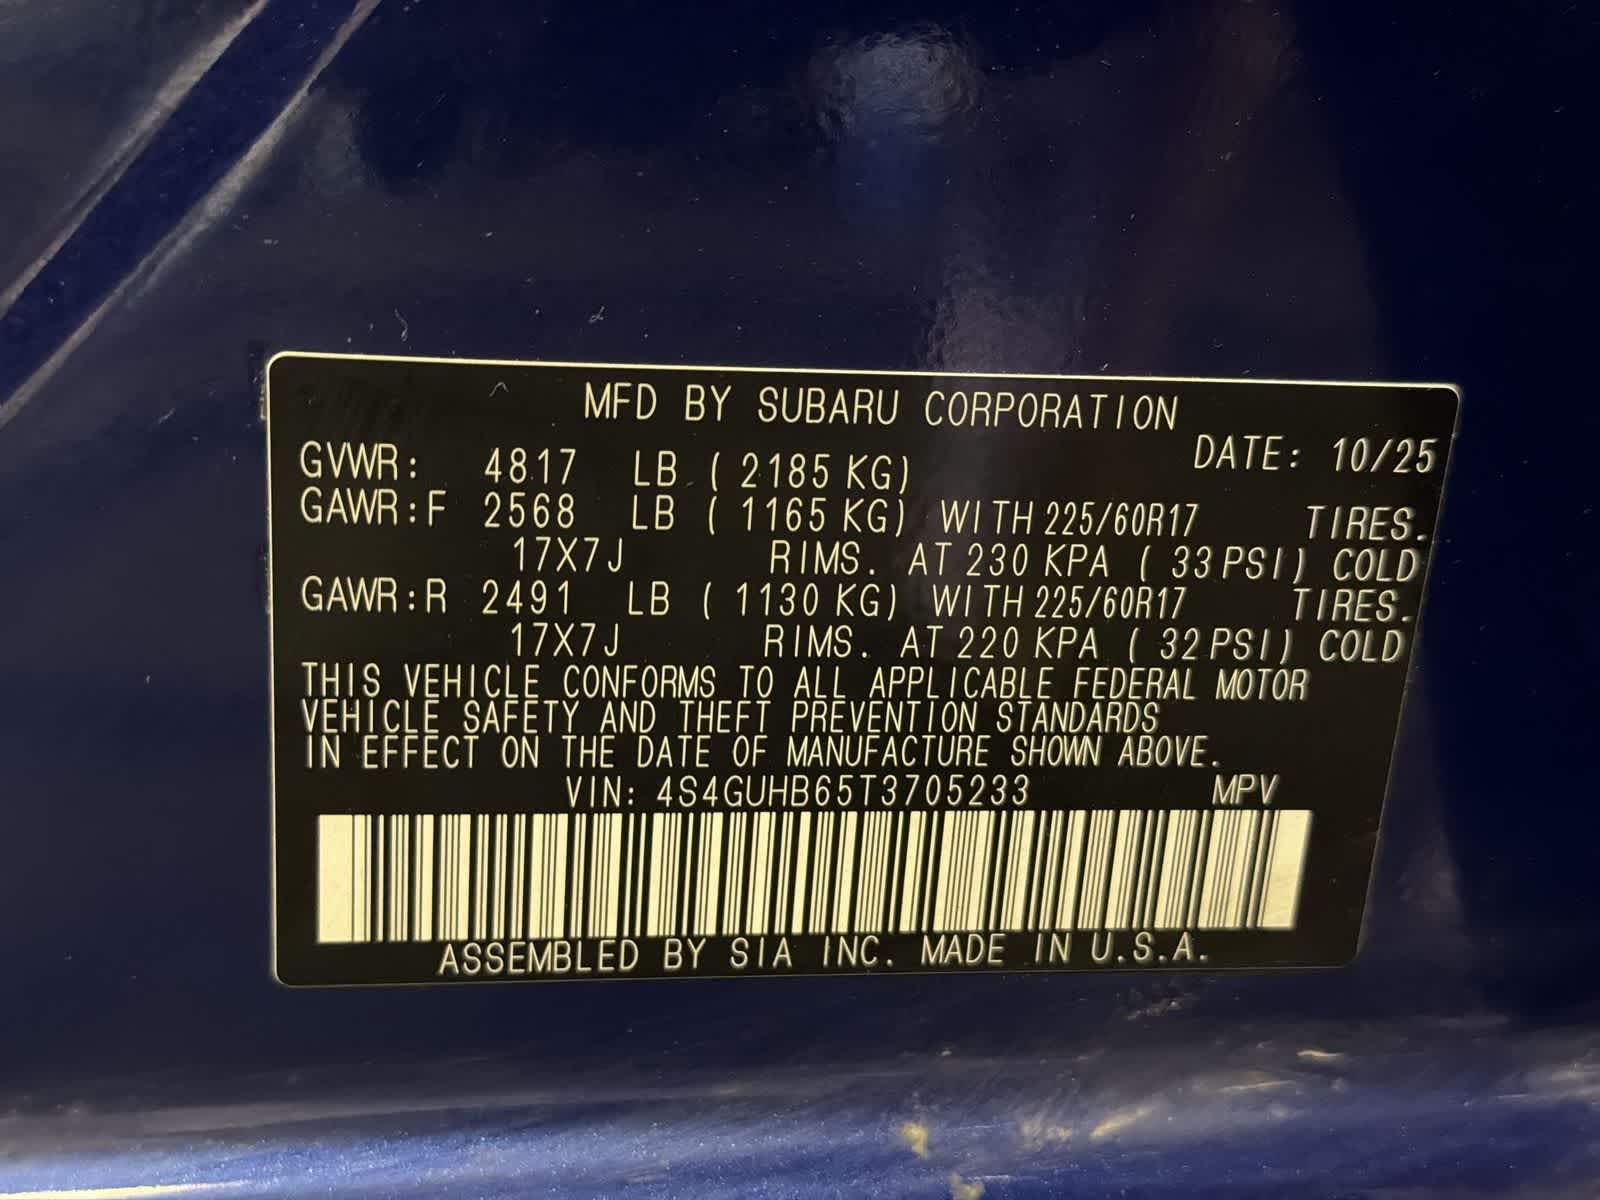 MFD BY SUBARU CORPORATION
DATE: 10/25
GVWR: 4817 LB ( 2185 KG)
GAWR:F 2568 LB ( 1165 KG) WITH 225/60R17 TIRES.
17X7J RIMS. AT 230 KPA ( 33 PSI) COLD
GAWR:R 2491 LB ( 1130 KG) WITH 225/60R17 TIRES.
17X7J RIMS. AT 220 KPA ( 32 PSI) COLD
THIS VEHICLE CONFORMS TO ALL APPLICABLE FEDERAL MOTOR
VEHICLE SAFETY AND THEFT PREVENTION STANDARDS
IN EFFECT ON THE DATE OF MANUFACTURE SHOWN ABOVE.
VIN: 4S4GUHB65T3705233 MPV
ASSEMBLED BY SIA INC. MADE IN U.S.A.